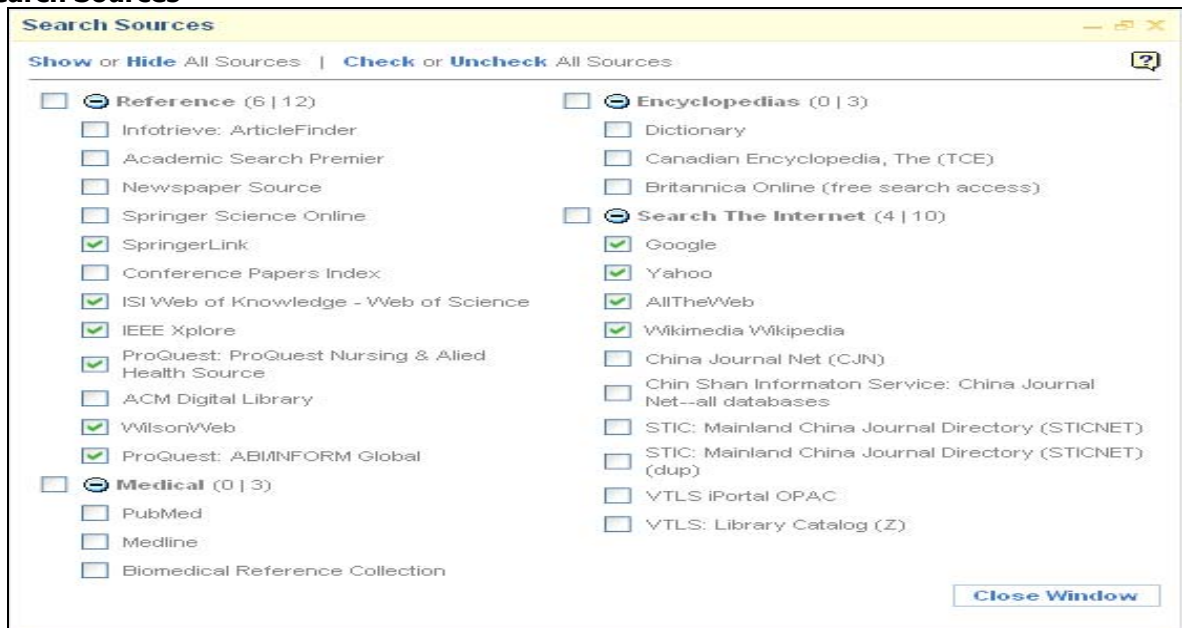 Search Sources
Show or Hide All Sources | Check or Uncheck All Sources
?
Reference (6|12)
Infotrieve: ArticleFinder
Academic Search Premier
Newspaper Source
Springer Science Online
SpringerLink
Conference Papers Index
ISI Web of Knowledge - Web of Science
IEEE Xplore
ProQuest: ProQuest Nursing & Alied
Health Source
ACM Digital Library
WilsonWeb
ProQuest: ABI/INFORM Global
Medical (0|3)
PubMed
Medline
Biomedical Reference Collection
Encyclopedias (0|3)
Dictionary
Canadian Encyclopedia, The (TCE)
Britannica Online (free search access)
Search The Internet (4|10)
Google
Yahoo
AllTheWeb
Wikimedia Wikipedia
China Journal Net (CJN)
Chin Shan Informaton Service: China Journal
Net--all databases
STIC: Mainland China Journal Directory (STICNET)
STIC: Mainland China Journal Directory (STICNET)
(dup)
VTLS iPortal OPAC
VTLS: Library Catalog (Z)
Close Window